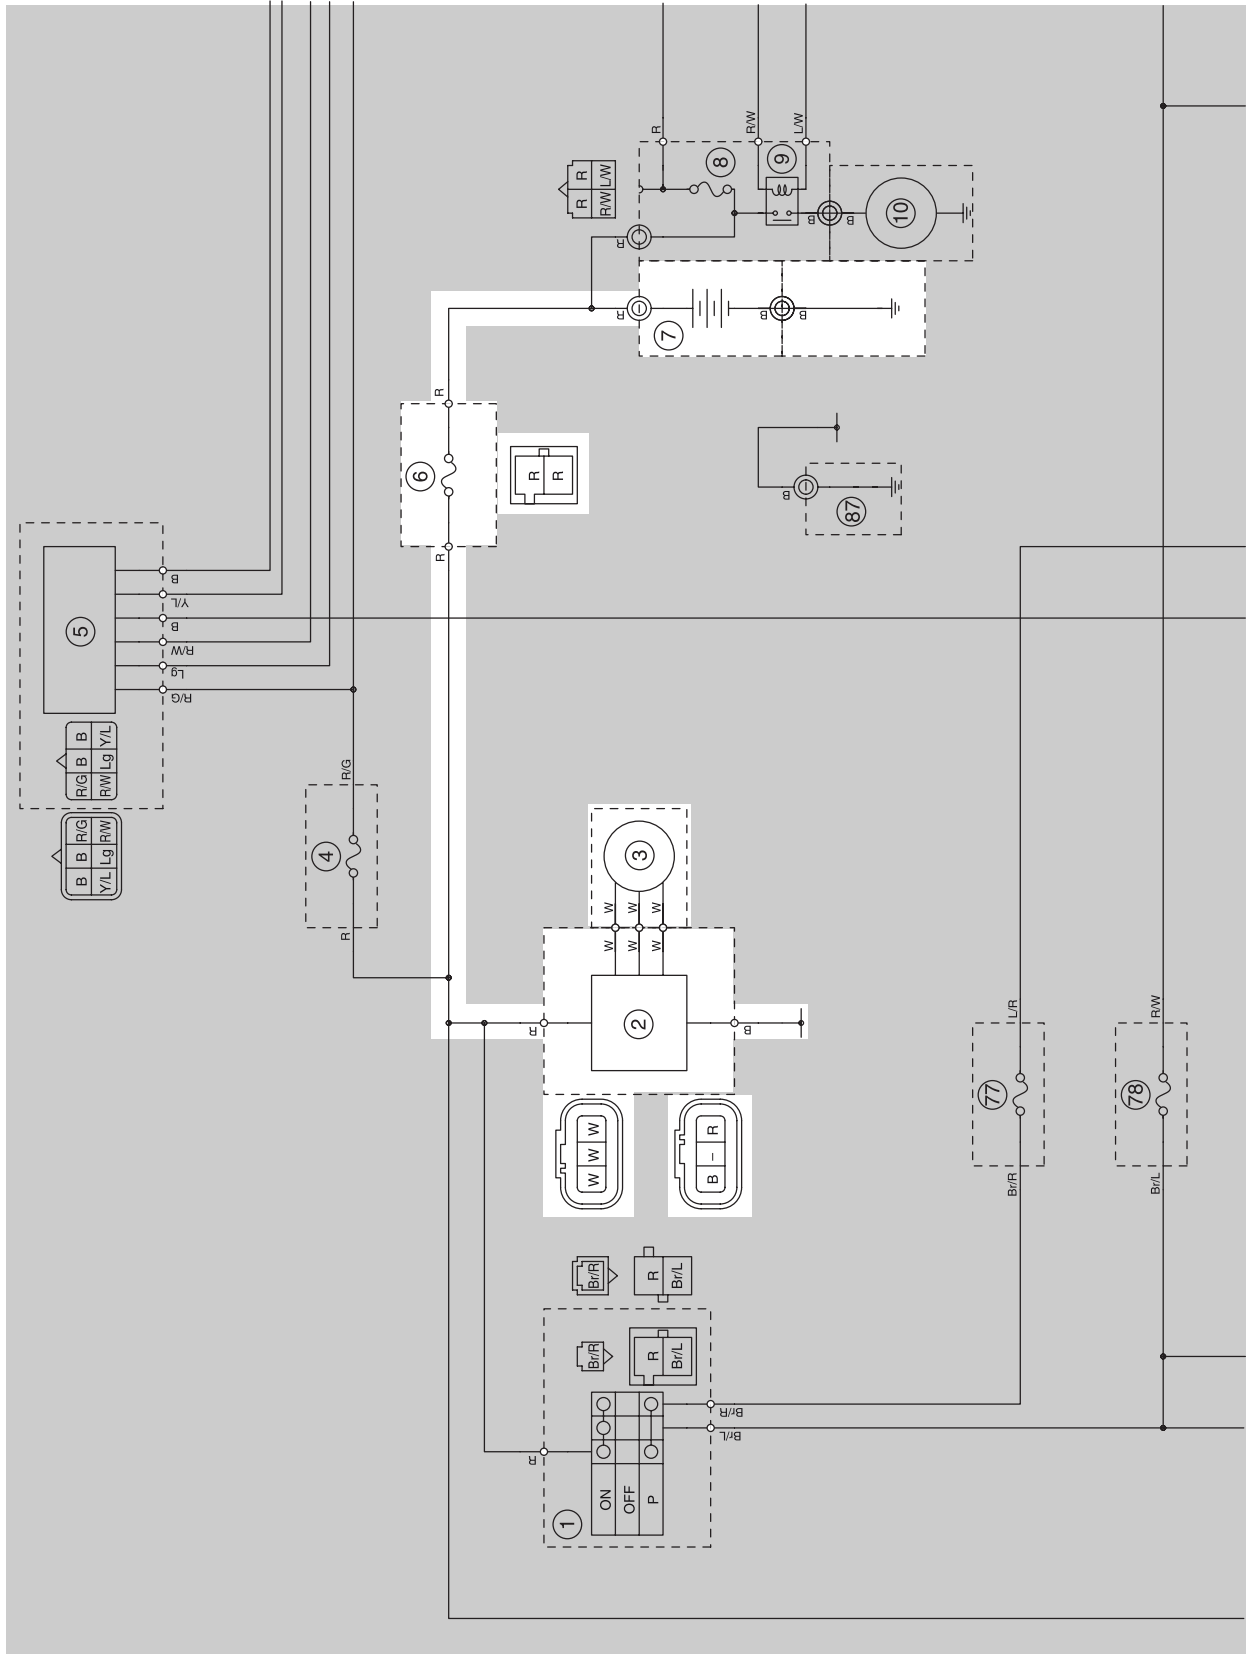 R
R/W
L/W
8
9
R R
R/W L/W
10
R
B
B
R
7
B
B
R
6
R
R
R
B
87
5
B
Y/L
B
R/W
Lg
R/G
R/G B B
R/W Lg Y/L
B B R/G
Y/L Lg R/W
R/G
4
R
3
W
W
W
W
W
W
R
2
B
L/R
R/W
77
78
Br/R
Br/L
W W W
B – R
Br/R
R
Br/L
Br/R
R
Br/L
R
Br/R
Br/L
ON
OFF
P
1